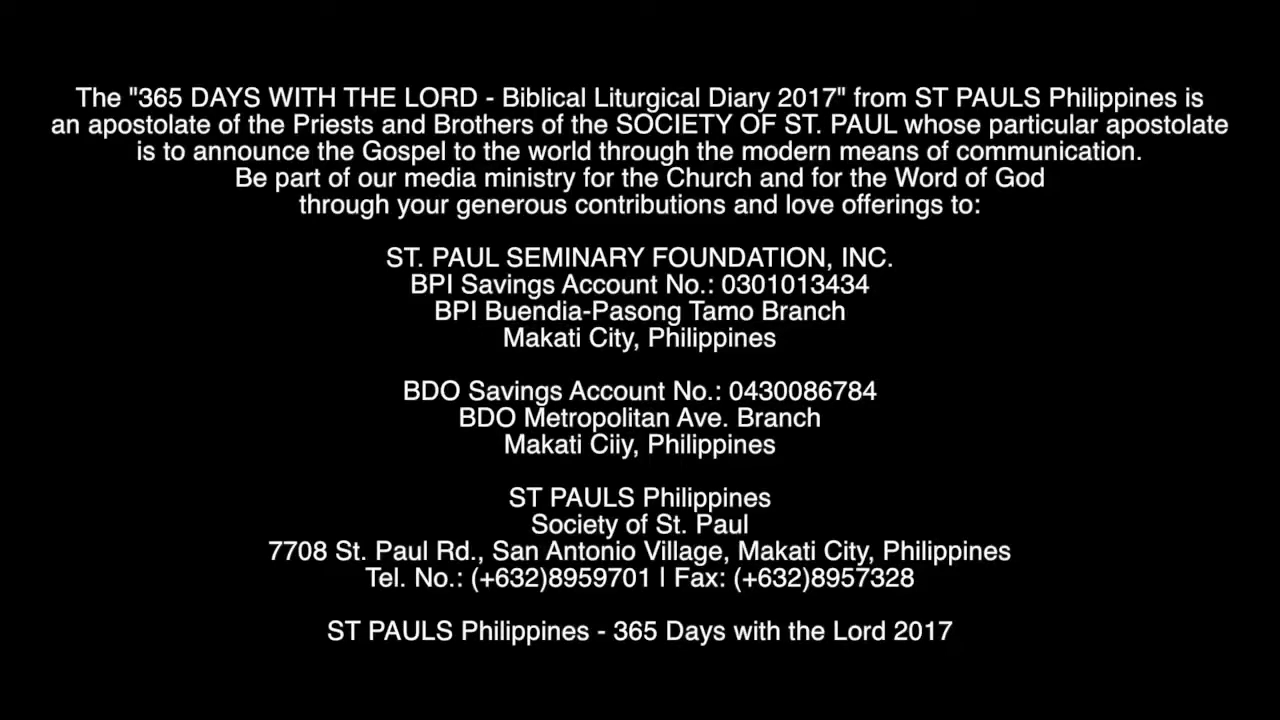 The "365 DAYS WITH THE LORD - Biblical Liturgical Diary 2017" from ST PAULS Philippines is
an apostolate of the Priests and Brothers of the SOCIETY OF ST. PAUL whose particular apostolate
is to announce the Gospel to the world through the modern means of communication.
Be part of our media ministry for the Church and for the Word of God
through your generous contributions and love offerings to:
ST. PAUL SEMINARY FOUNDATION, INC.
BPI Savings Account No.: 0301013434
BPI Buendia-Pasong Tamo Branch
Makati City, Philippines
BDO Savings Account No.: 0430086784
BDO Metropolitan Ave. Branch
Makati Ciiy, Philippines
ST PAULS Philippines
Society of St. Paul
7708 St. Paul Rd., San Antonio Village, Makati City, Philippines
Tel. No.: (+632)8959701 | Fax: (+632)8957328
ST PAULS Philippines - 365 Days with the Lord 2017